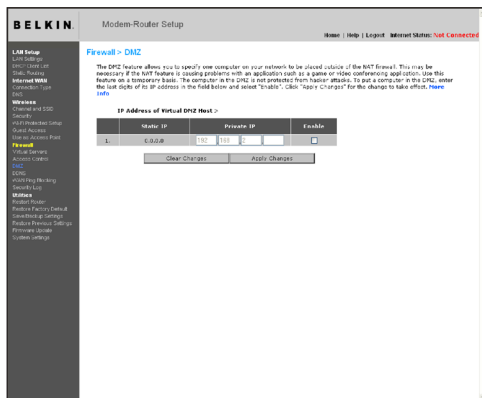 BELKIN.
Modem-Router Setup
Home | Help | Logout Internet Status: Not Connected
LAN Setup
LAN Settings
DHCP Client List
Static Routing
Internet WAN
Connection Type
DNS
Wireless
Channel and SSID
Security
Wi-Fi Protected Setup
Guest Access
Use as Access Point
Firewall
Virtual Servers
Access Control
DMZ
DDNS
WAN Ping Blocking
Security Log
Utilities
Restart Router
Restore Factory Default
Save/Backup Settings
Restore Previous Settings
Firmware Update
System Settings
Firewall > DMZ
The DMZ feature allows you to specify one computer on your network to be placed outside of the NAT firewall. This may be
necessary if the NAT feature is causing problems with an application such as a game or video conferencing application. Use this
feature on a temporary basis. The computer in the DMZ is not protected from hacker attacks. To put a computer in the DMZ, enter
the last digits of its IP address in the field below and select "Enable". Click "Apply Changes" for the change to take effect. More
Info
IP Address of Virtual DMZ Host >
Static IP Private IP Enable
1. 0.0.0.0 192 168 2
Clear Changes Apply Changes